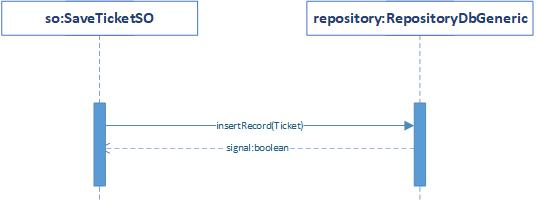 so:SaveTicketSO
repository:RepositoryDbGeneric
insertRecord(Ticket)
signal:boolean